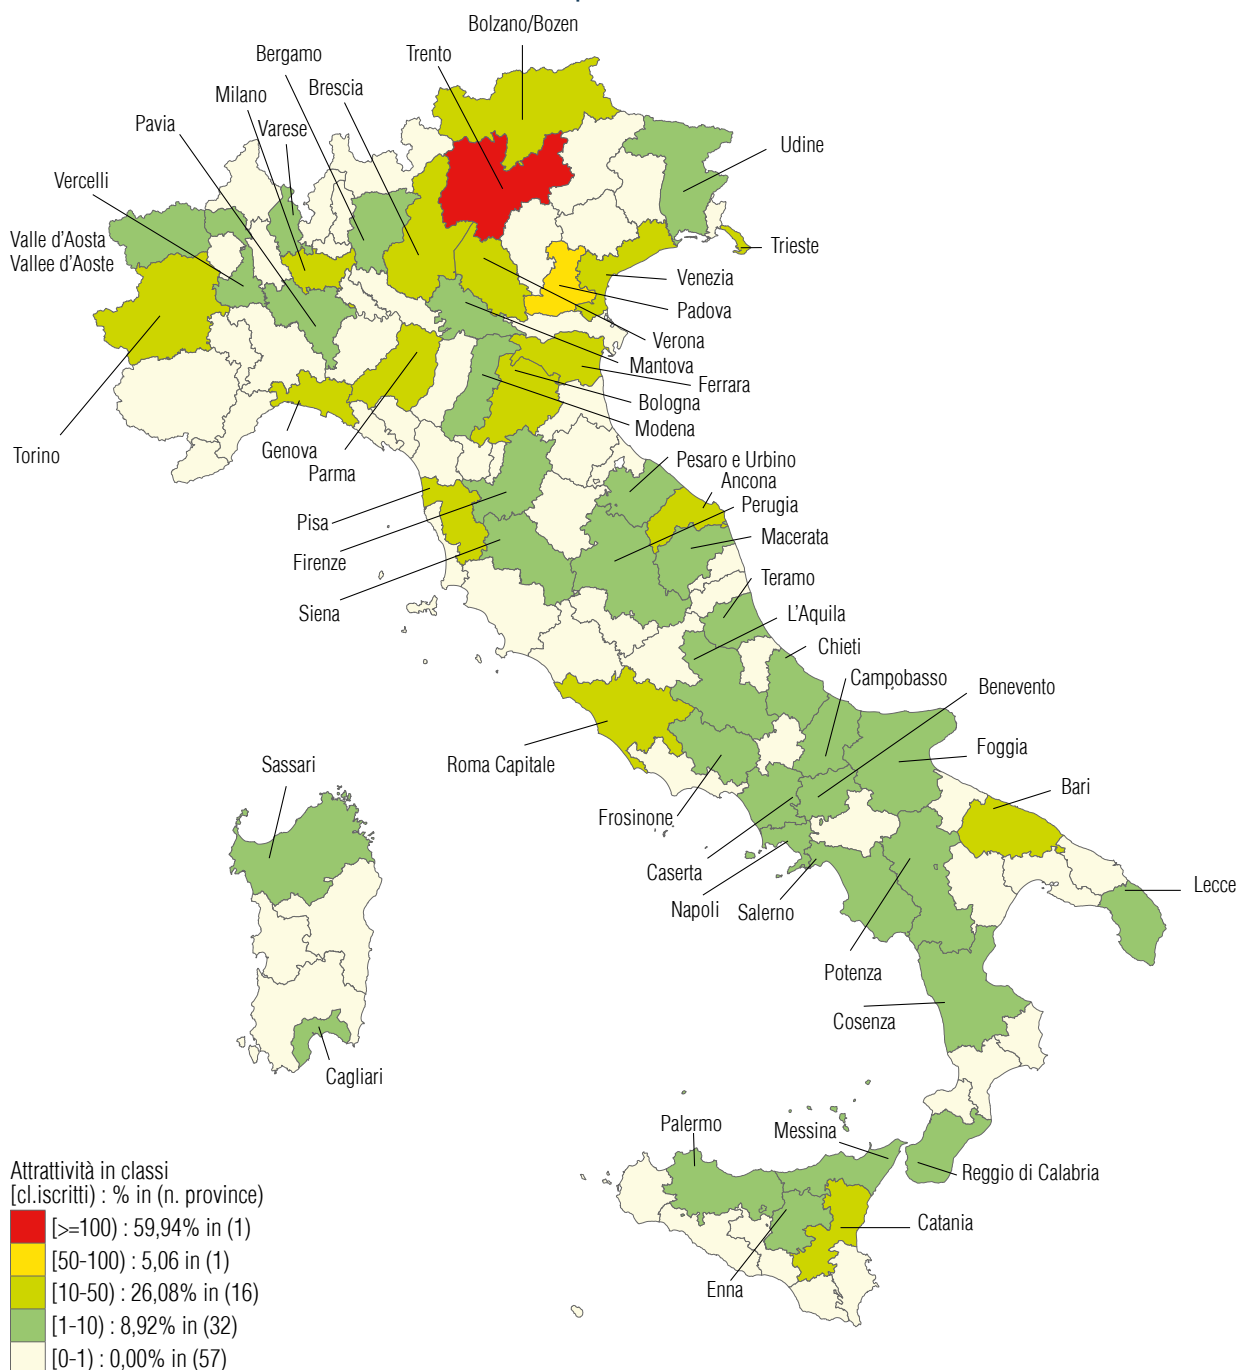 Bolzano/Bozen
Bergamo
Trento
Brescia
Milano
Varese
Pavia
Udine
Vercelli
Valle d'Aosta
Vallee d'Aoste
Trieste
Venezia
Padova
Verona
Mantova
Ferrara
Bologna
Modena
Torino
Genova
Parma
Pesaro e Urbino
Ancona
Perugia
Pisa
Macerata
Firenze
Teramo
Siena
L'Aquila
Chieti
Campobasso
Benevento
Foggia
Roma Capitale
Sassari
Bari
Frosinone
Caserta
Lecce
Napoli
Salerno
Potenza
Cosenza
Cagliari
Palermo
Messina
Reggio di Calabria
Catania
Enna
Attrattività in classi
[cl.iscritti) : % in (n. province)
[>=100) : 59,94% in (1)
[50-100) : 5,06 in (1)
[10-50) : 26,08% in (16)
[1-10) : 8,92% in (32)
[0-1) : 0,00% in (57)